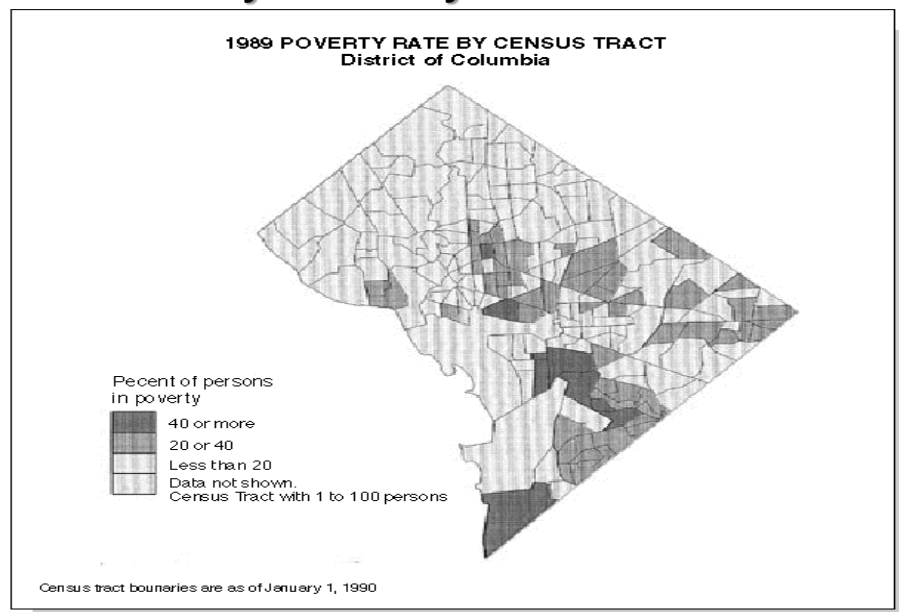 1989 POVERTY RATE BY CENSUS TRACT
District of Columbia
Pecent of persons
in poverty
40 or more
20 or 40
Less than 20
Data not shown.
Census Tract with 1 to 100 persons
Census tract bounaries are as of January 1, 1990